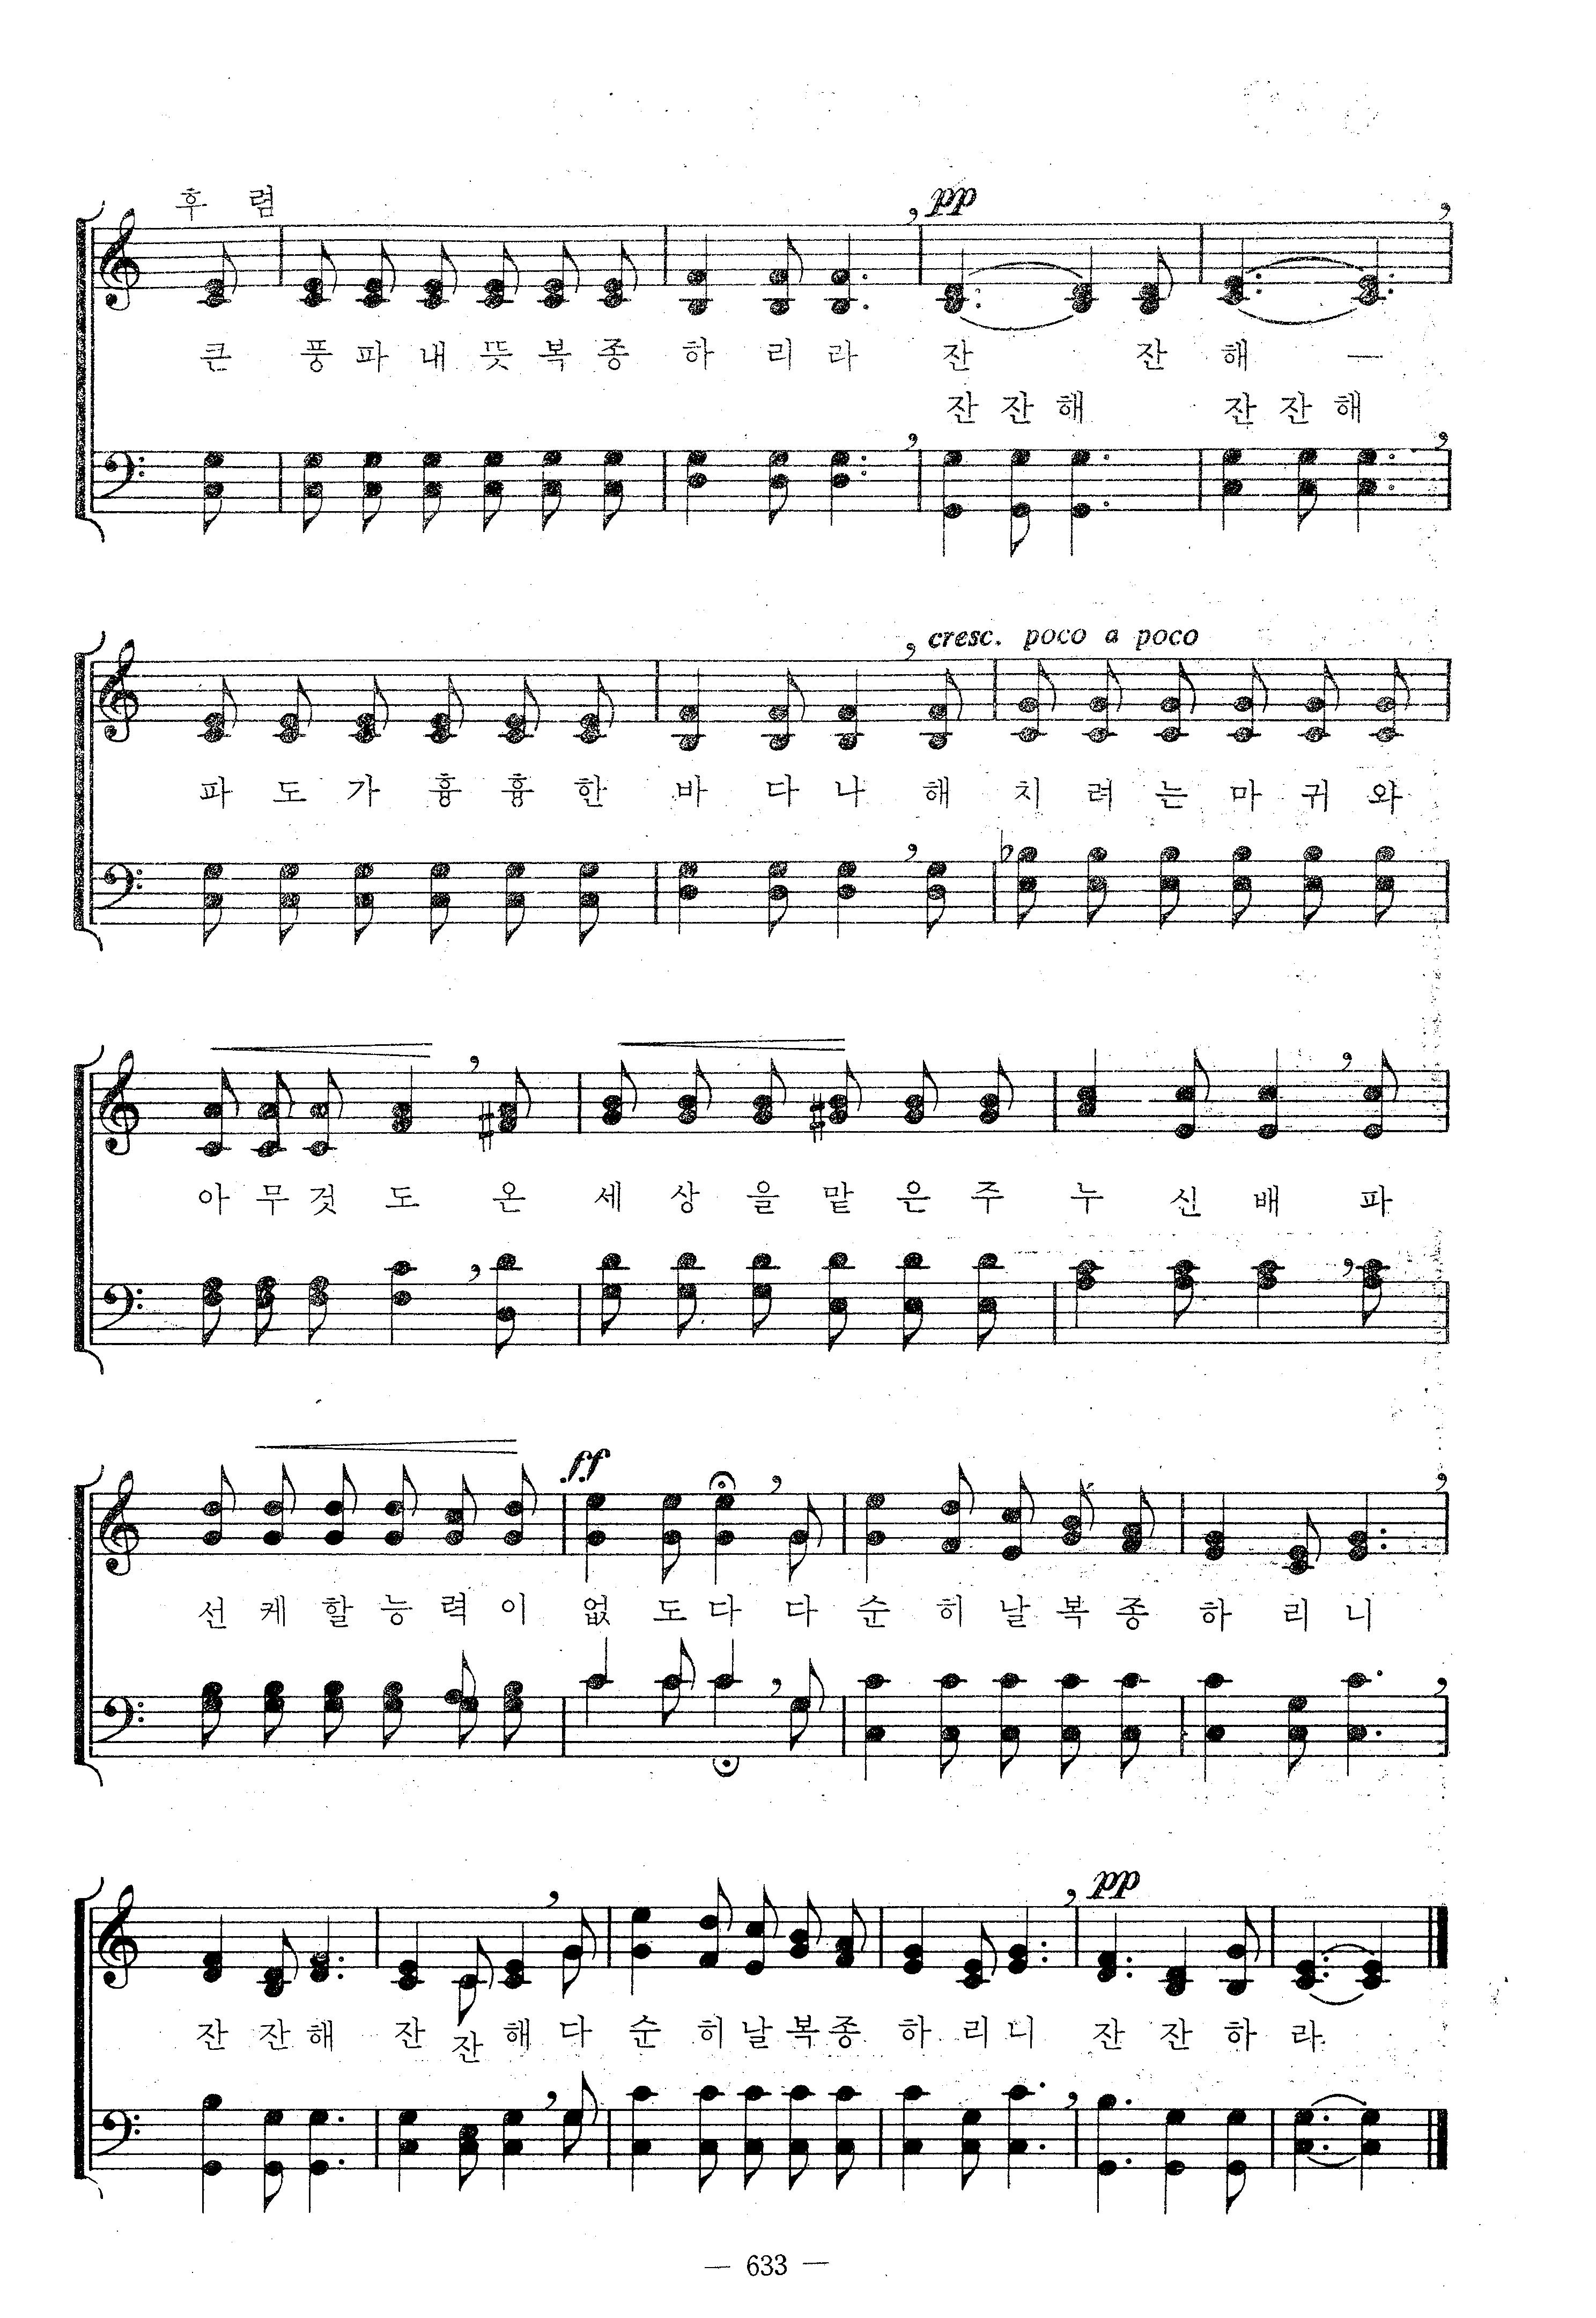 후 렴
pp
큰 풍 파 내 뜻 복 종 하 리 라 잔 잔 해 —
잔 잔 해 잔 잔 해
cresc. poco a poco
파 도 가 흉 흉 한 바 다 나 해 치 려 는 마 귀 와
아 무 것 도 온 세 상 을 맡 은 주 누 신 배 파
ff
선 케 할 능 력 이 없 도 다 다 순 히 날 복 종 하 리 니
pp
잔 잔 해 잔 잔 해 다 순 히 날 복 종 하 리 니 잔 잔 하 라
— 633 —